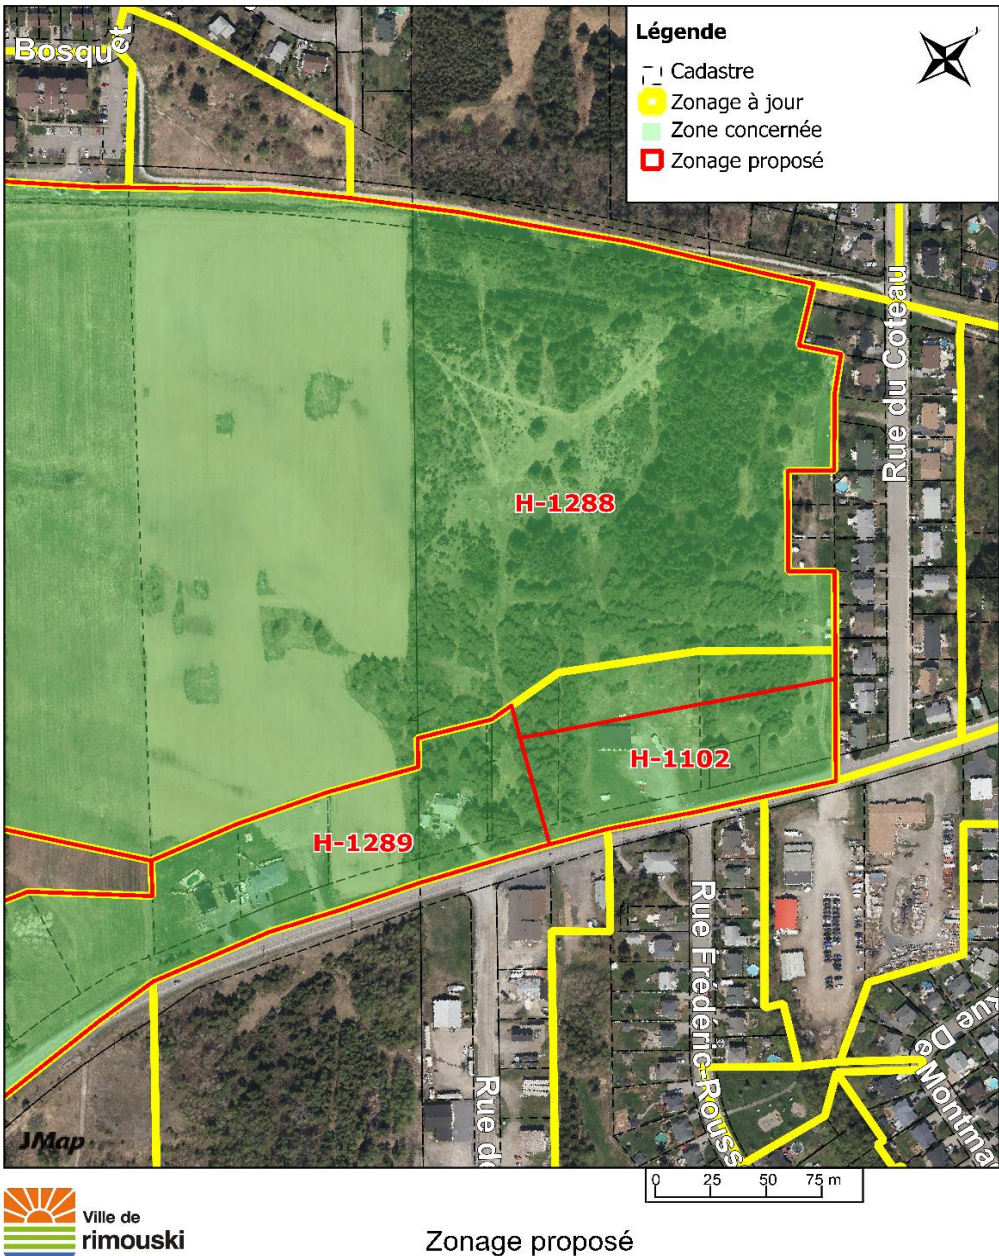 Légende
Cadastre
Zonage à jour
Zone concernée
Zonage proposé
Bosquet
Rue du Coteau
H-1288
H-1102
H-1289
Rue Frédéric-Rouss
Rue d
Rue De
Montma
JMap
0 25 50 75 m
Ville de
rimouski
Zonage proposé